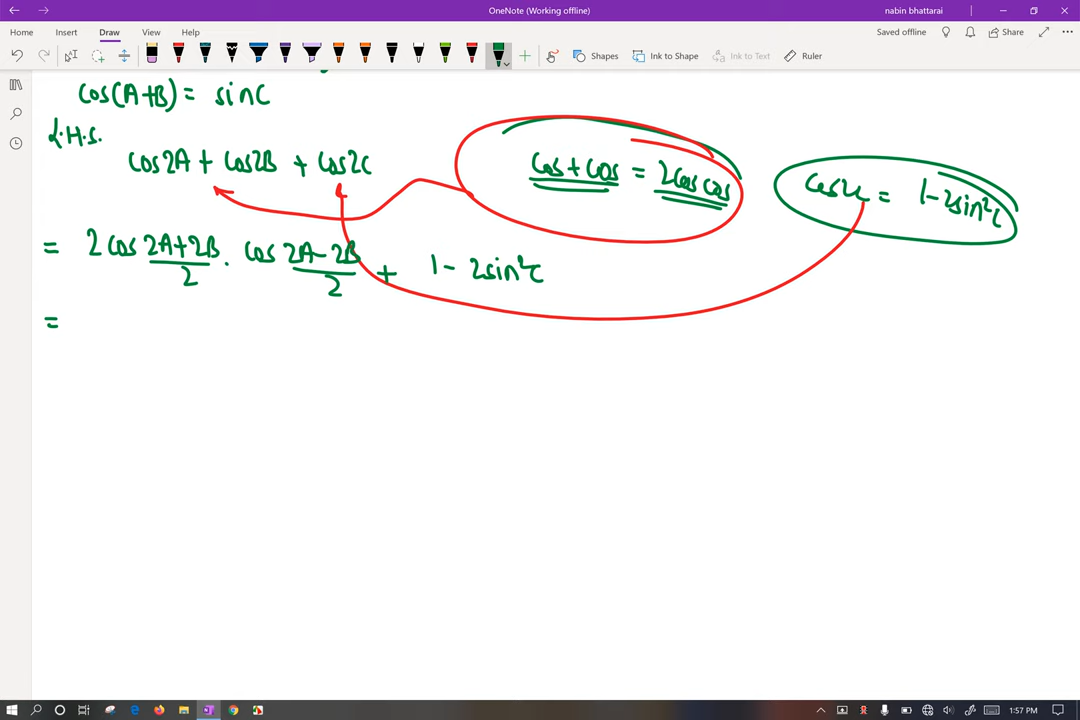 OneNote (Working offline)
nabin bhattarai
Home Insert Draw View Help
Saved offline
Share
Shapes
Ink to Shape
Ink to Text
Ruler
cos(A+B) = sinC
L.H.S.
cos2A + cos2B + cos2C
cos + cos = 2cos cos
cos2C = 1-2sin²C
= 2cos 2A+2B/2 . cos 2A-2B/2 + 1-2sin²C
=
1:57 PM